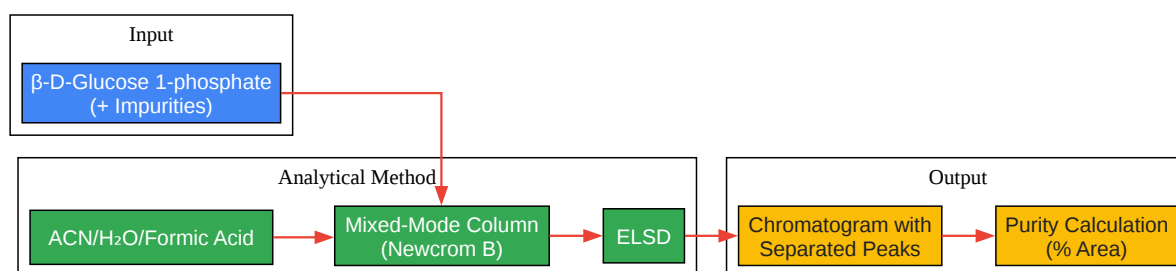 Input
β-D-Glucose 1-phosphate
(+ Impurities)
Analytical Method
ACN/H₂O/Formic Acid
Mixed-Mode Column
(Newcrom B)
ELSD
Output
Chromatogram with
Separated Peaks
Purity Calculation
(% Area)